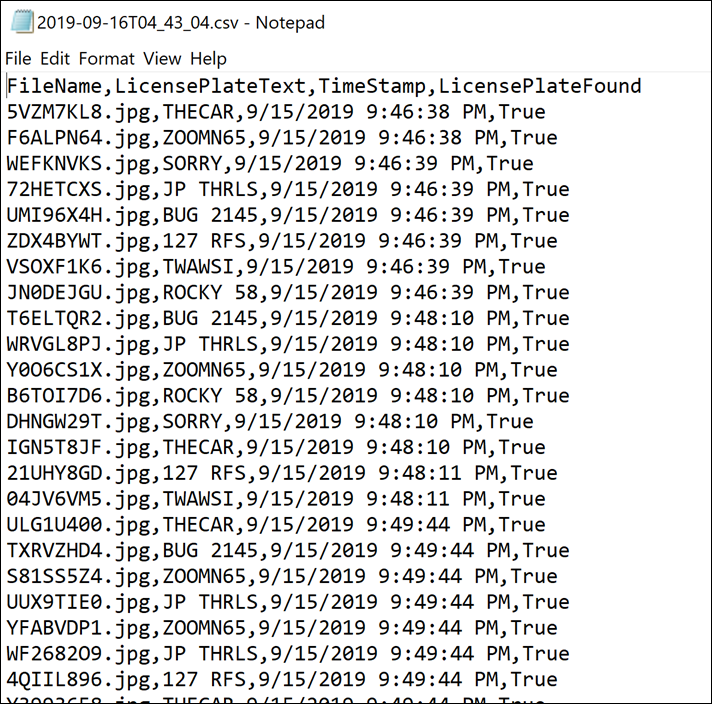 2019-09-16T04_43_04.csv - Notepad
File Edit Format View Help
FileName,LicensePlateText,TimeStamp,LicensePlateFound
5VZM7KL8.jpg,THECAR,9/15/2019 9:46:38 PM,True
F6ALPN64.jpg,ZOOMN65,9/15/2019 9:46:38 PM,True
WEFKNVKS.jpg,SORRY,9/15/2019 9:46:39 PM,True
72HETCXS.jpg,JP THRLS,9/15/2019 9:46:39 PM,True
UMI96X4H.jpg,BUG 2145,9/15/2019 9:46:39 PM,True
ZDX4BYWT.jpg,127 RFS,9/15/2019 9:46:39 PM,True
VSOXF1K6.jpg,TWAWSI,9/15/2019 9:46:39 PM,True
JN0DEJGU.jpg,ROCKY 58,9/15/2019 9:46:39 PM,True
T6ELTQR2.jpg,BUG 2145,9/15/2019 9:48:10 PM,True
WRVGL8PJ.jpg,JP THRLS,9/15/2019 9:48:10 PM,True
Y0O6CS1X.jpg,ZOOMN65,9/15/2019 9:48:10 PM,True
B6TOI7D6.jpg,ROCKY 58,9/15/2019 9:48:10 PM,True
DHNGW29T.jpg,SORRY,9/15/2019 9:48:10 PM,True
IGN5T8JF.jpg,THECAR,9/15/2019 9:48:10 PM,True
21UHY8GD.jpg,127 RFS,9/15/2019 9:48:11 PM,True
04JV6VM5.jpg,TWAWSI,9/15/2019 9:48:11 PM,True
ULG1U400.jpg,THECAR,9/15/2019 9:49:44 PM,True
TXRVZHD4.jpg,BUG 2145,9/15/2019 9:49:44 PM,True
S81SS5Z4.jpg,ZOOMN65,9/15/2019 9:49:44 PM,True
UUX9TIE0.jpg,JP THRLS,9/15/2019 9:49:44 PM,True
YFABVDP1.jpg,ZOOMN65,9/15/2019 9:49:44 PM,True
WF2682O9.jpg,JP THRLS,9/15/2019 9:49:44 PM,True
4QIIL896.jpg,127 RFS,9/15/2019 9:49:44 PM,True